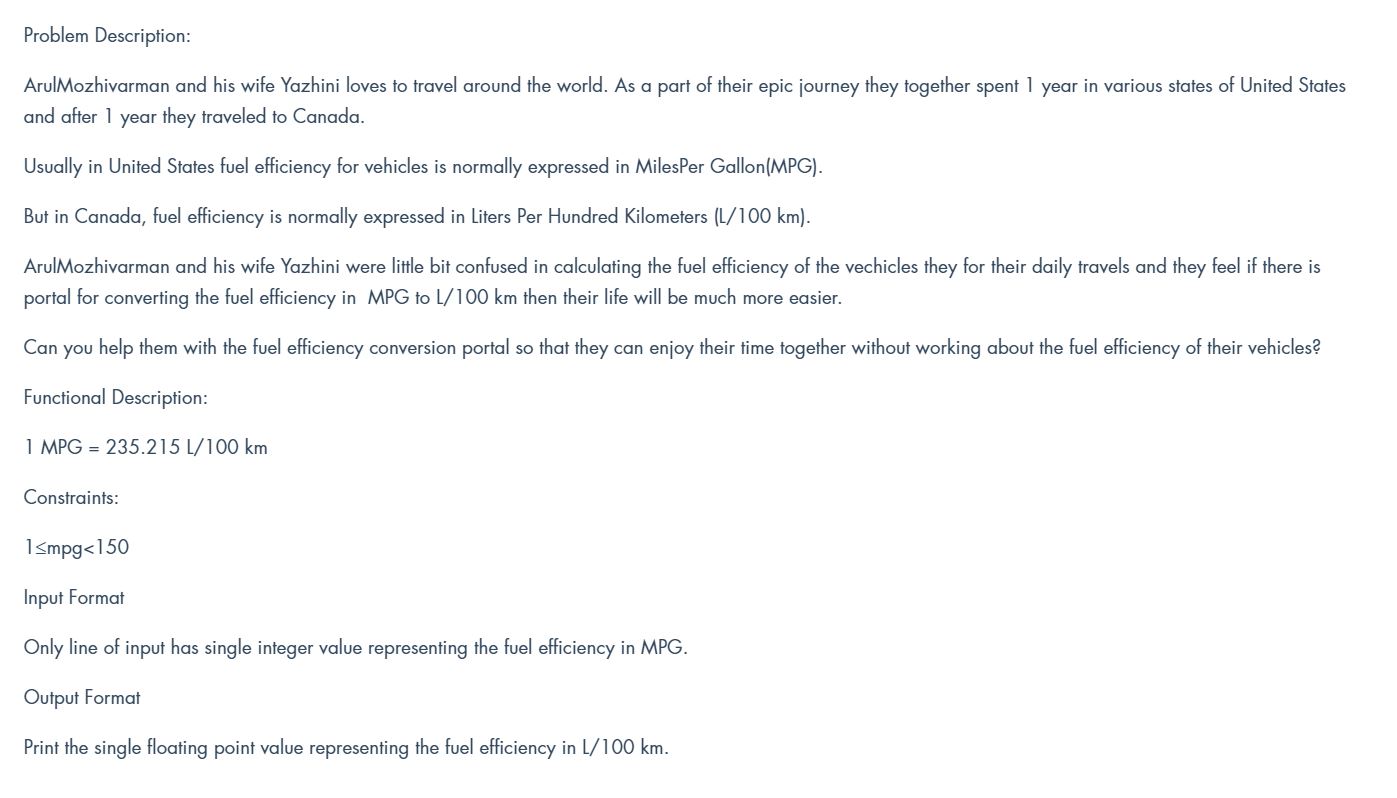 Problem Description:
ArulMozhivarman and his wife Yazhini loves to travel around the world. As a part of their epic journey they together spent 1 year in various states of United States
and after 1 year they traveled to Canada.
Usually in United States fuel efficiency for vehicles is normally expressed in MilesPer Gallon(MPG).
But in Canada, fuel efficiency is normally expressed in Liters Per Hundred Kilometers (L/100 km).
ArulMozhivarman and his wife Yazhini were little bit confused in calculating the fuel efficiency of the vechicles they for their daily travels and they feel if there is
portal for converting the fuel efficiency in  MPG to L/100 km then their life will be much more easier.
Can you help them with the fuel efficiency conversion portal so that they can enjoy their time together without working about the fuel efficiency of their vehicles?
Functional Description:
1 MPG = 235.215 L/100 km
Constraints:
1≤mpg<150
Input Format
Only line of input has single integer value representing the fuel efficiency in MPG.
Output Format
Print the single floating point value representing the fuel efficiency in L/100 km.